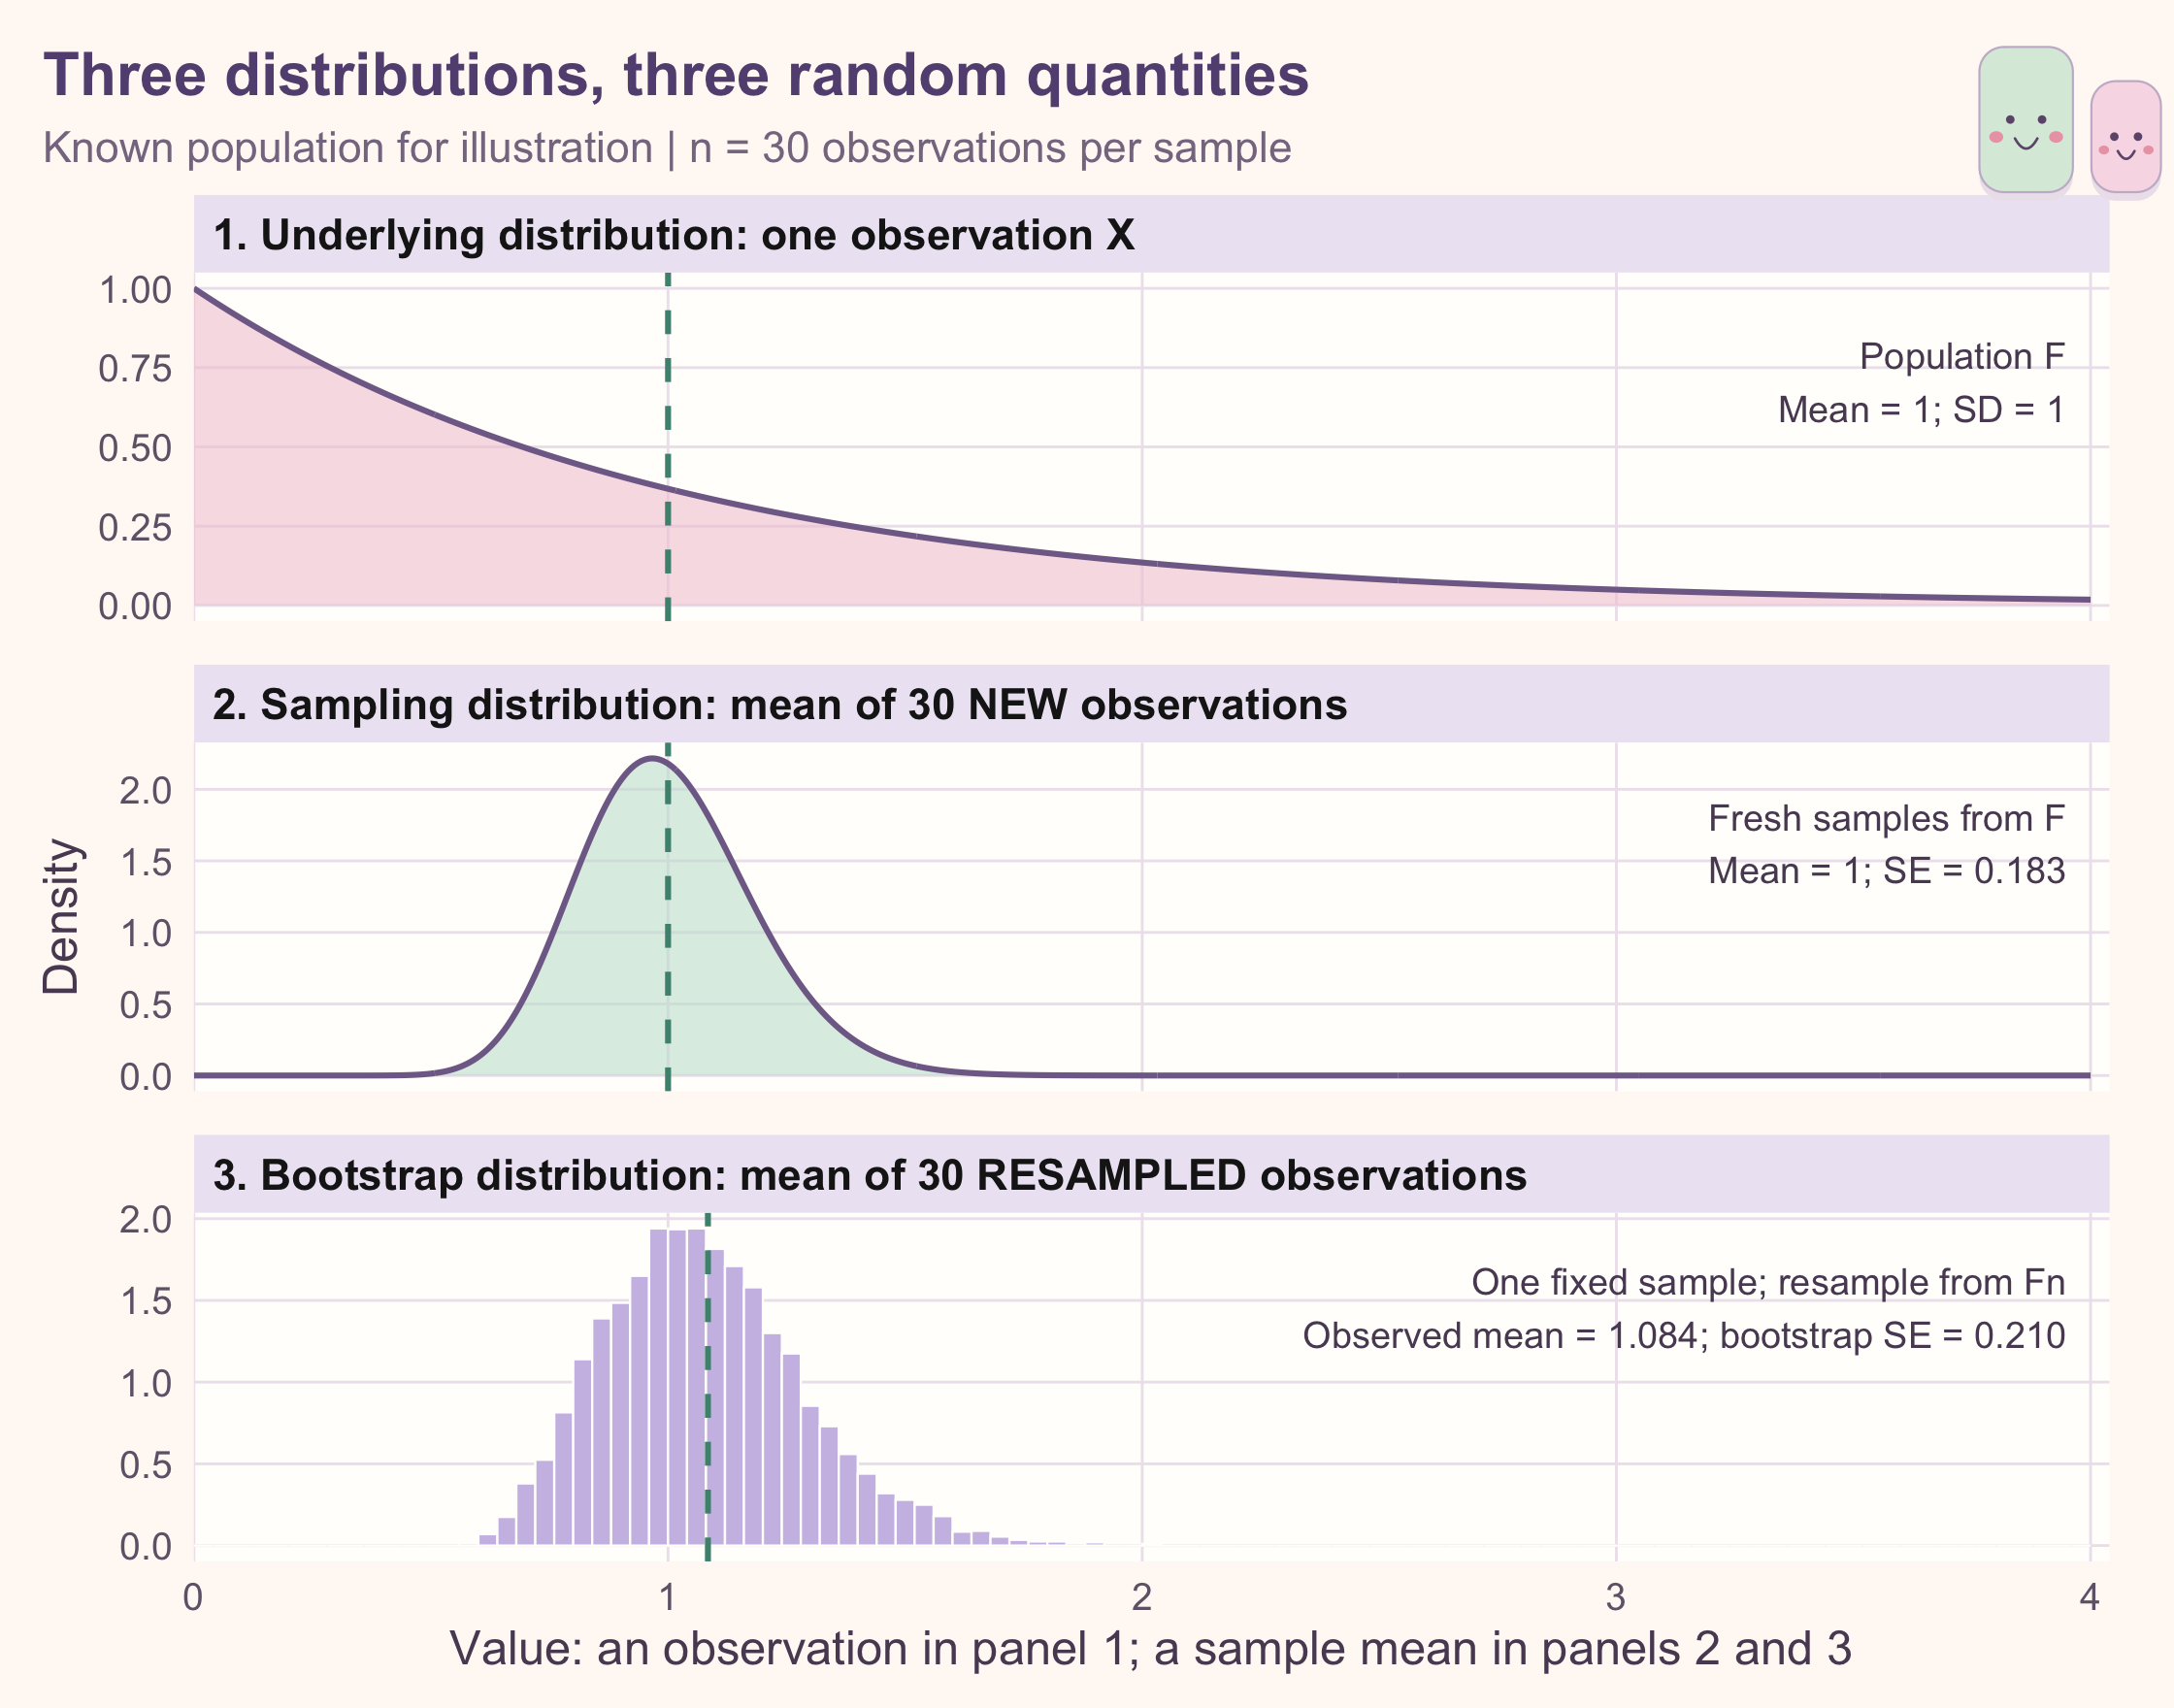 Three distributions, three random quantities
Known population for illustration | n = 30 observations per sample
1. Underlying distribution: one observation X
1.00
0.75
0.50
0.25
0.00
Population F
Mean = 1; SD = 1
2. Sampling distribution: mean of 30 NEW observations
Density
2.0
1.5
1.0
0.5
0.0
Fresh samples from F
Mean = 1; SE = 0.183
3. Bootstrap distribution: mean of 30 RESAMPLED observations
2.0
1.5
1.0
0.5
0.0
One fixed sample; resample from Fn
Observed mean = 1.084; bootstrap SE = 0.210
0 1 2 3 4
Value: an observation in panel 1; a sample mean in panels 2 and 3